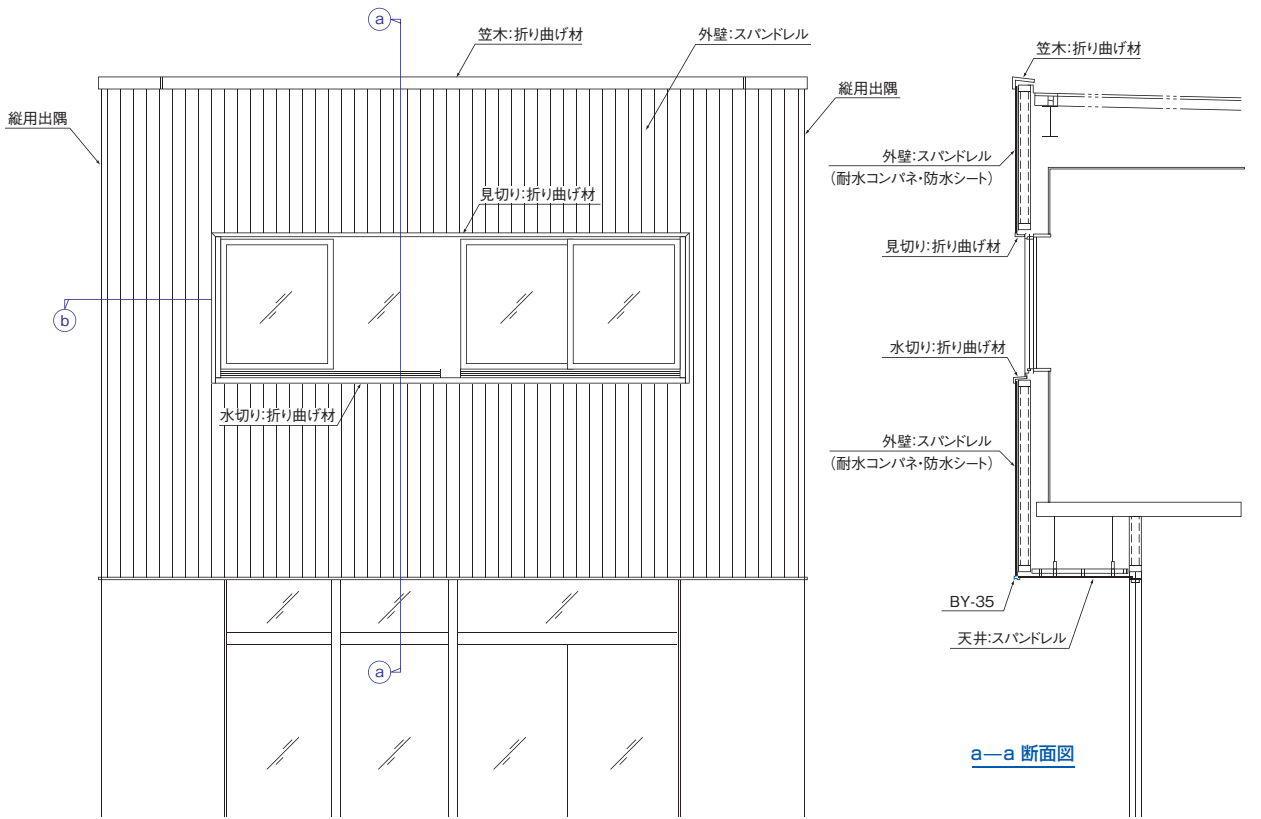 a
笠木:折り曲げ材
外壁:スパンドレル
縦用出隅
縦用出隅
見切り:折り曲げ材
b
水切り:折り曲げ材
a
笠木:折り曲げ材
外壁:スパンドレル
(耐水コンパネ・防水シート)
見切り:折り曲げ材
水切り:折り曲げ材
外壁:スパンドレル
(耐水コンパネ・防水シート)
BY-35
天井:スパンドレル
a—a 断面図